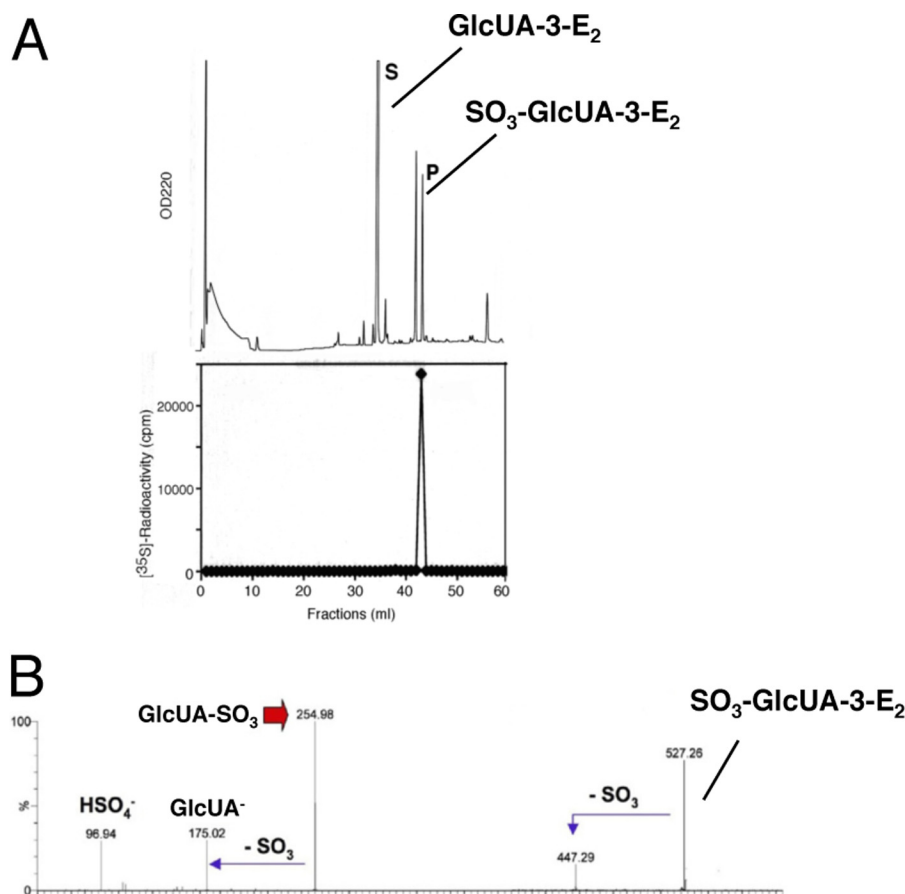 A
GlcUA-3-E2
S
SO3-GlcUA-3-E2
P
OD220
[35S]-Radioactivity (cpm)
20000
10000
0
0 10 20 30 40 50 60
Fractions (ml)
B
SO3-GlcUA-3-E2
GlcUA-SO3
254.98
100
527.26
%
HSO4-
GlcUA-
- SO3
96.94
175.02
- SO3
447.29
0